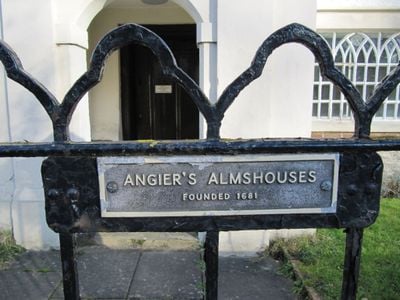 ANGIER'S ALMSHOUSES
FOUNDED 1681